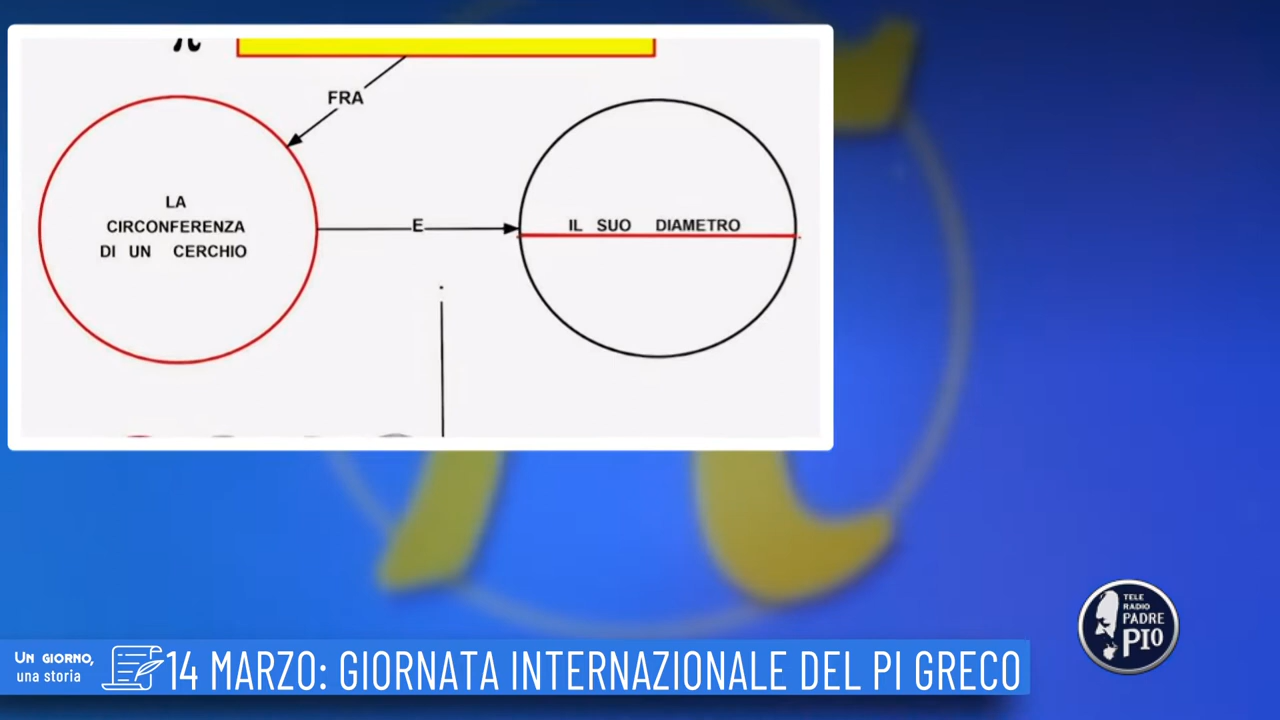 π
FRA
LA
CIRCONFERENZA
DI UN CERCHIO
E
IL SUO DIAMETRO
UN GIORNO,
una storia
14 MARZO: GIORNATA INTERNAZIONALE DEL PI GRECO
TELE
RADIO
PADRE
PIO